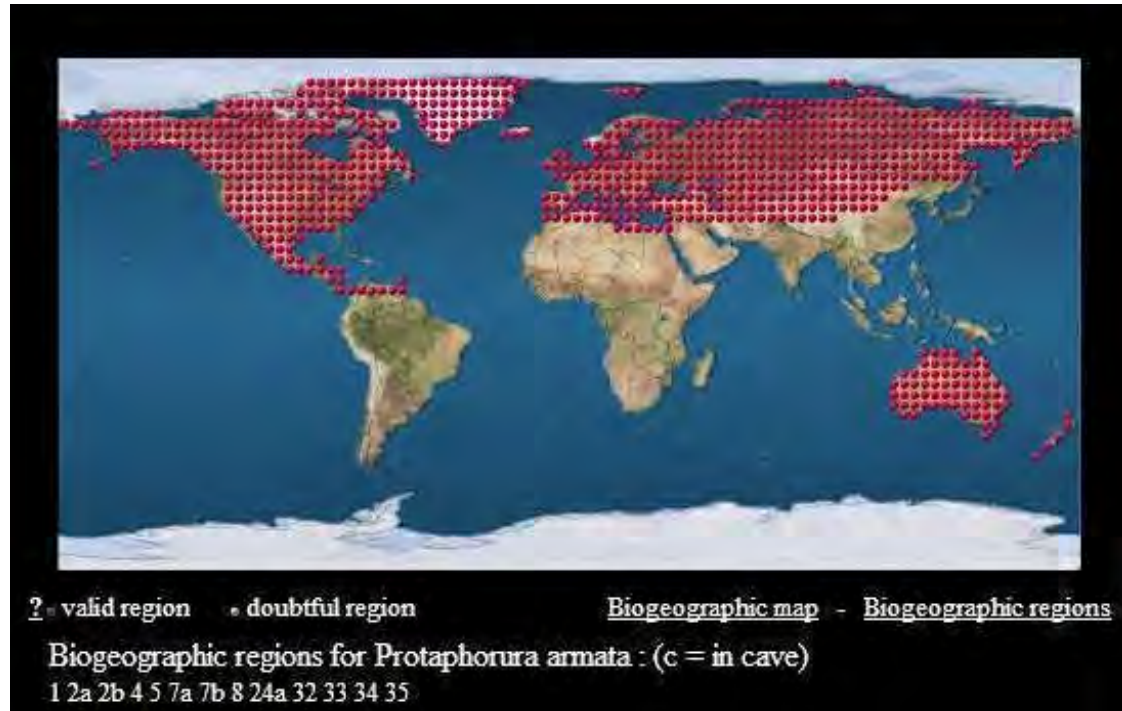 ? valid region doubtful region Biogeographic map - Biogeographic regions
Biogeographic regions for Protaphorura armata : (c = in cave)
1 2a 2b 4 5 7a 7b 8 24a 32 33 34 35